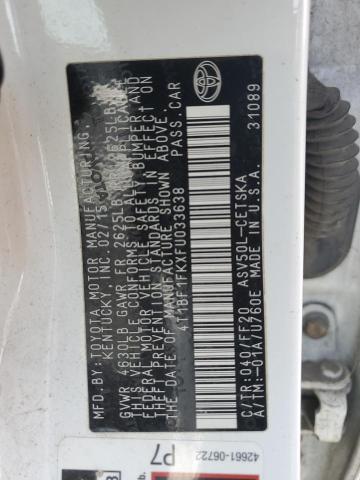 MFD. BY: TOYOTA MOTOR MANUFACTURING,
KENTUCKY, INC. 02/15
GVWR 4630LB GAWR FR 2625LB
THIS VEHICLE CONFORMS TO ALL APPLICABLE
FEDERAL MOTOR VEHICLE SAFETY, BUMPER AND
THEFT PREVENTION STANDARDS IN EFFECT ON
THE DATE OF MANUFACTURE SHOWN ABOVE.
4T1BF1FKXFU033638 PASS.CAR
C/TR:040/FF20 ASV50L-CETSKA
A/TM:-01A/U760E MADE IN U.S.A. 31089
42661-06722
P7